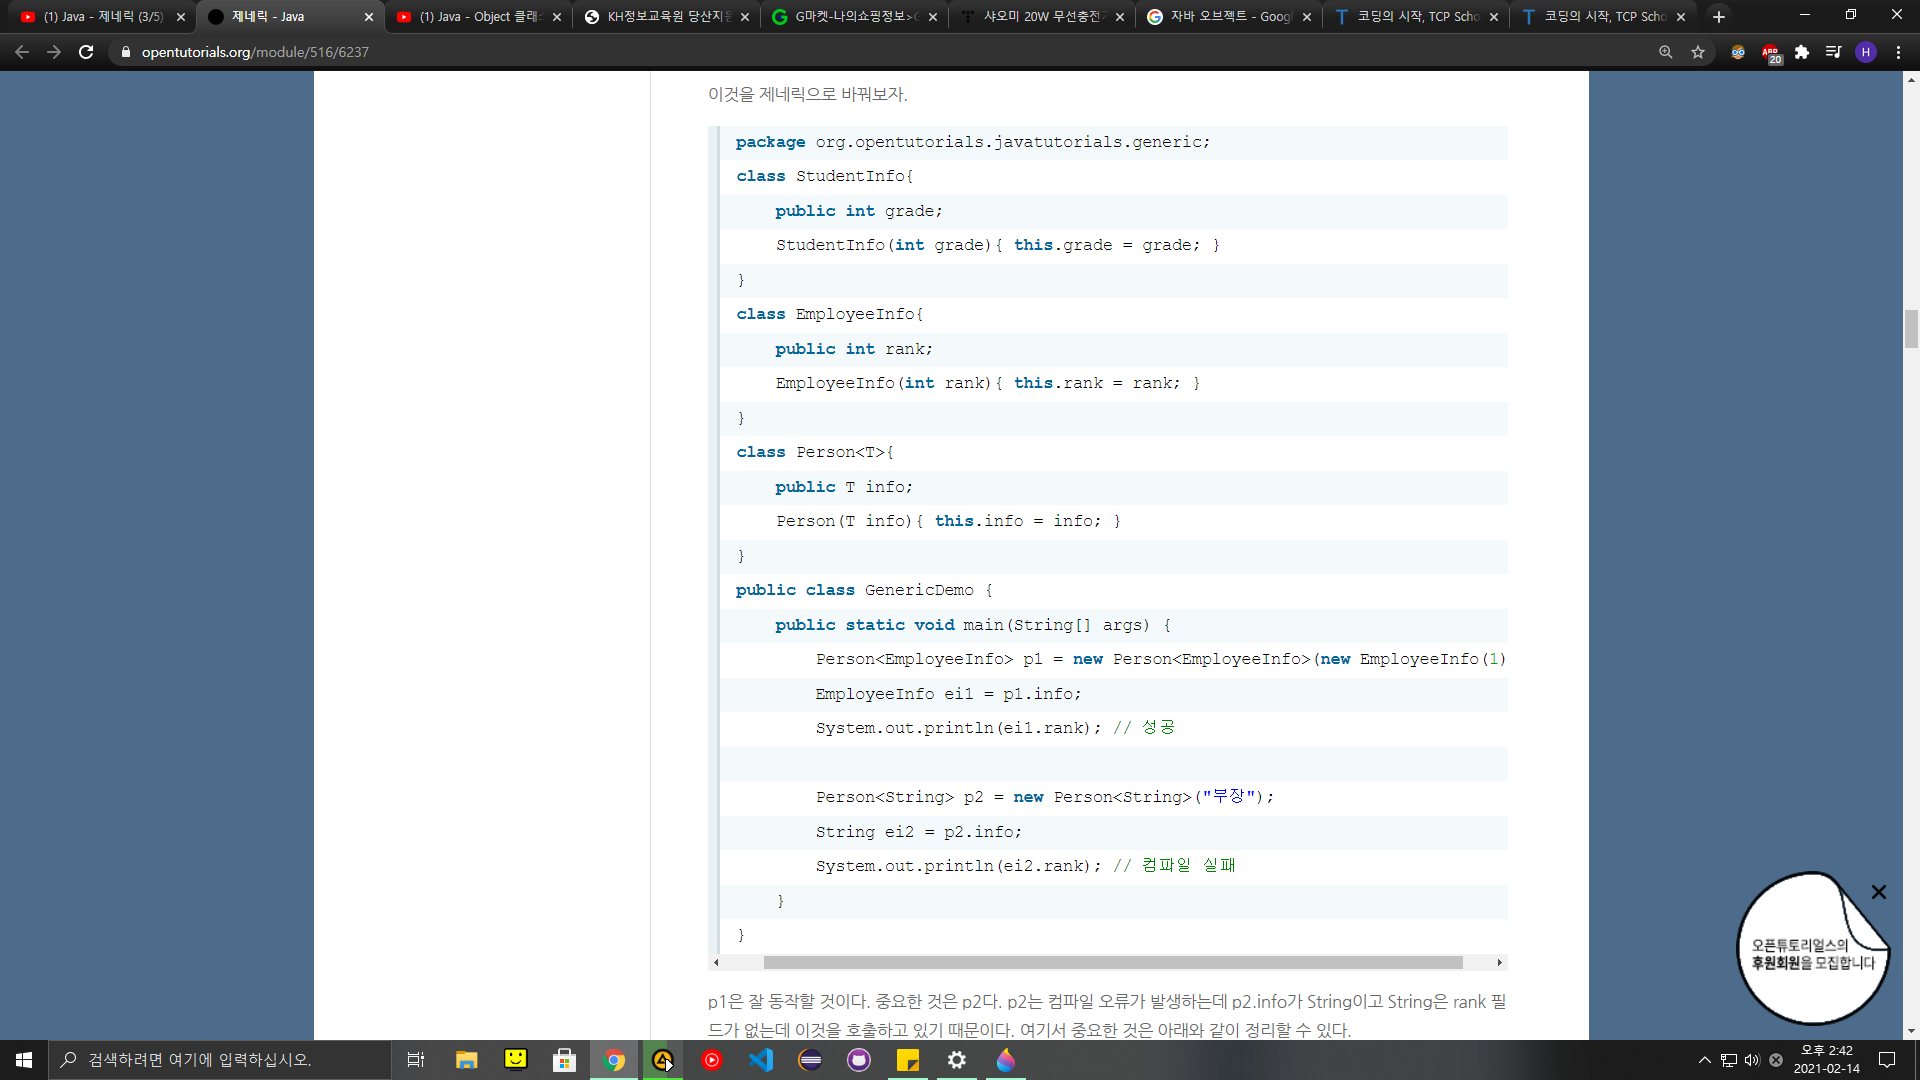 (1) Java - 제네릭 (3/5)
제네릭 - Java
(1) Java - Object 클래스
KH정보교육원 당산지원
G마켓-나의쇼핑정보>
샤오미 20W 무선충전
자바 오브젝트 - Googl
코딩의 시작, TCP Scho
코딩의 시작, TCP Scho
opentutorials.org/module/516/6237
20
H
이것을 제네릭으로 바꿔보자.
package org.opentutorials.javatutorials.generic;
class StudentInfo{
public int grade;
StudentInfo(int grade){ this.grade = grade; }
}
class EmployeeInfo{
public int rank;
EmployeeInfo(int rank){ this.rank = rank; }
}
class Person<T>{
public T info;
Person(T info){ this.info = info; }
}
public class GenericDemo {
public static void main(String[] args) {
Person<EmployeeInfo> p1 = new Person<EmployeeInfo>(new EmployeeInfo(1)
EmployeeInfo ei1 = p1.info;
System.out.println(ei1.rank); // 성공
Person<String> p2 = new Person<String>("부장");
String ei2 = p2.info;
System.out.println(ei2.rank); // 컴파일 실패
}
}
p1은 잘 동작할 것이다. 중요한 것은 p2다. p2는 컴파일 오류가 발생하는데 p2.info가 String이고 String은 rank 필
드가 없는데 이것을 호출하고 있기 때문이다. 여기서 중요한 것은 아래와 같이 정리할 수 있다.
오픈튜토리얼스의
후원회원을 모집합니다
검색하려면 여기에 입력하십시오.
오후 2:42
2021-02-14